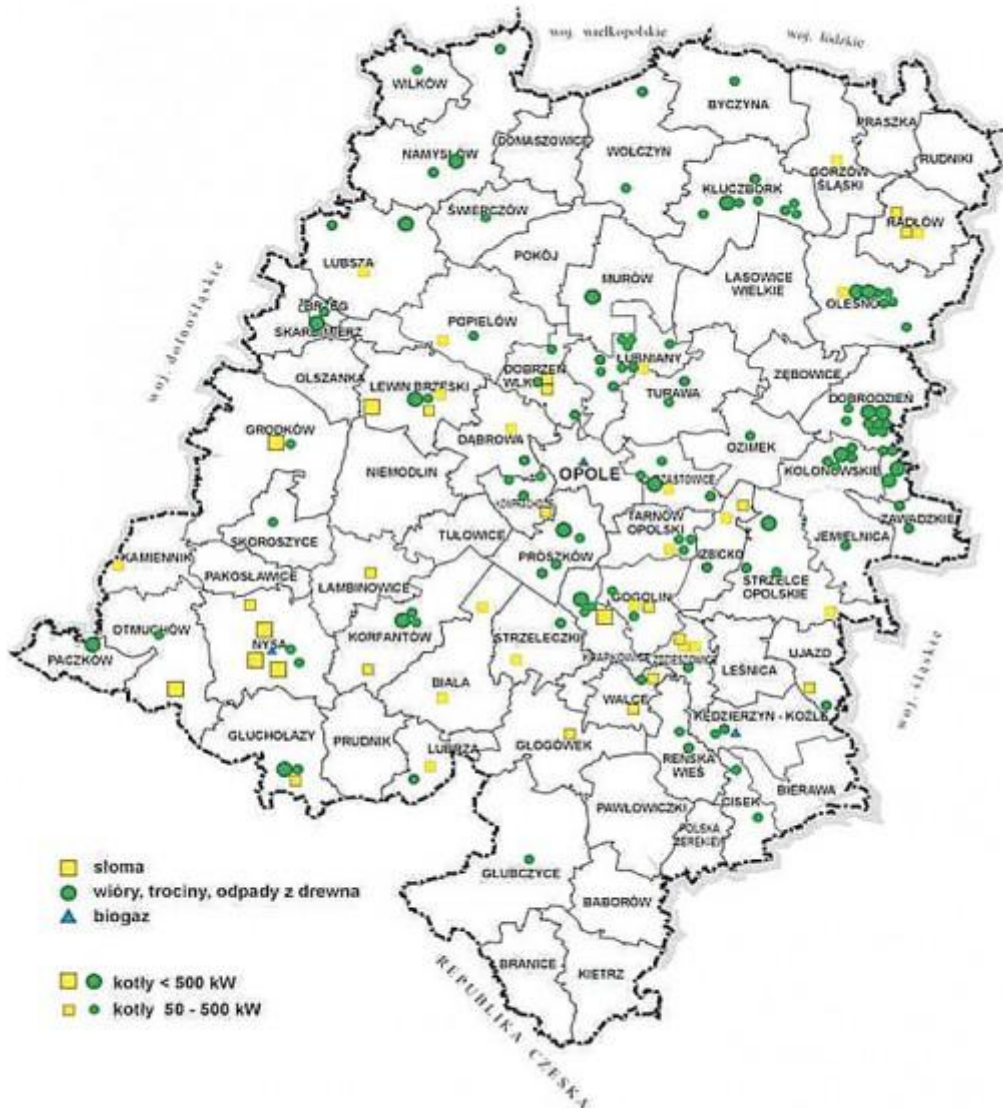 woj. wielkopolskie
woj. łódzkie
WILKÓW
BYCZYNA
PRASZKA
DOMASZOWICE
NAMYSŁÓW
WOŁCZYN
RUDNIKI
GORZÓW
ŚLĄSKI
KLUCZBORK
ŚWIERCZÓW
RADŁÓW
POKÓJ
LUBSZA
MURÓW
LASOWICE
WIELKIE
OLESNO
BRZEG
SKARBIMIERZ
POPIELÓW
woj. dolnośląskie
ŁUBNIANY
OLSZANKA
DOBRZEŃ
WLK
ZĘBOWICE
LEWIN BRZESKI
TURAWA
DOBRODZIEŃ
GRODKÓW
DĄBROWA
OZIMEK
NIEMODLIN
OPOLE
KOLONOWSKIE
TARNÓW
OPOLSKI
ZAWADZKIE
SKOROSZYCE
TUŁOWICE
JEMIELNICA
KAMIENNIK
PRÓSZKÓW
IZBICKO
PAKOSŁAWICE
ŁAMBINOWICE
STRZELCE
OPOLSKIE
GOGOLIN
OTMUCHÓW
KORFANTÓW
STRZELECZKI
NYSA
UJAZD
PACZKÓW
KRAPKOWICE
ZDZIESZOWICE
LEŚNICA
woj. śląskie
BIAŁA
WALCE
KĘDZIERZYN - KOŹLE
GŁUCHOŁAZY
PRUDNIK
LUBRZA
GŁOGÓWEK
REŃSKA
WIEŚ
BIERAWA
PAWŁOWICZKI
CISEK
POLSKA
CEREKIEW
GŁUBCZYCE
BABORÓW
BRANICE
KIETRZ
REPUBLIKA CZESKA
słoma
wióry, trociny, odpady z drewna
biogaz
kotły < 500 kW
kotły 50 - 500 kW